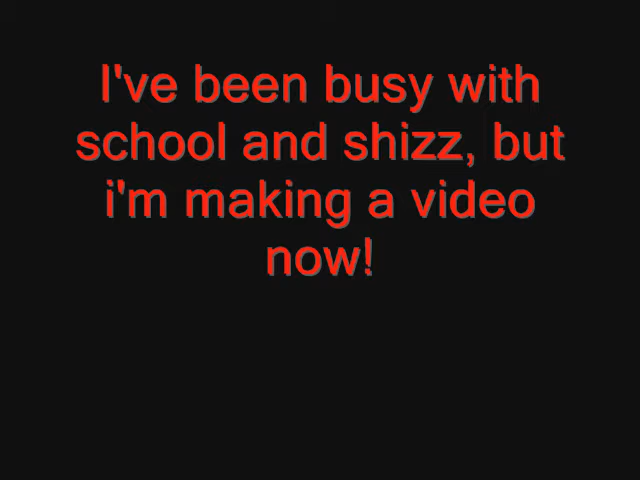 I've been busy with
school and shizz, but
i'm making a video
now!